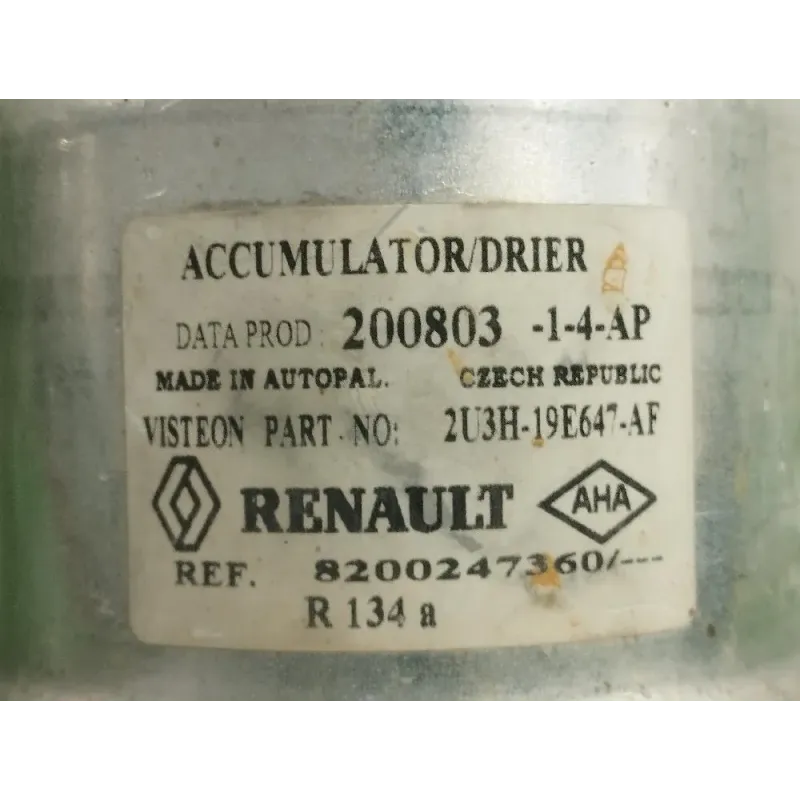 ACCUMULATOR/DRIER
DATA PROD : 200803 -1-4-AP
MADE IN AUTOPAL. CZECH REPUBLIC
VISTEON PART NO: 2U3H-19E647-AF
RENAULT AHA
REF. 8200247360/---
R 134 a